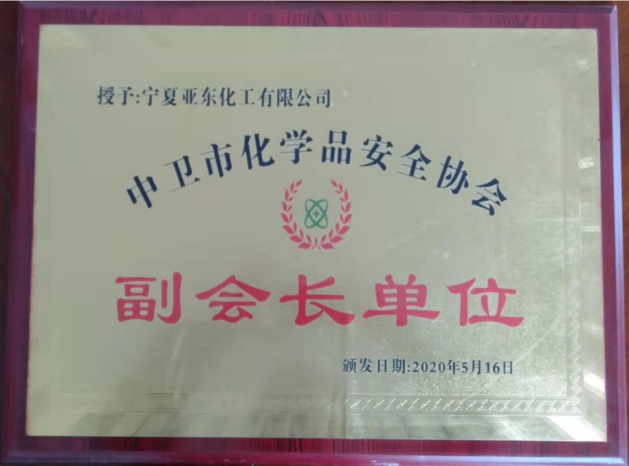 授予:宁夏亚东化工有限公司
中卫市化学品安全协会
副会长单位
颁发日期:2020年5月16日